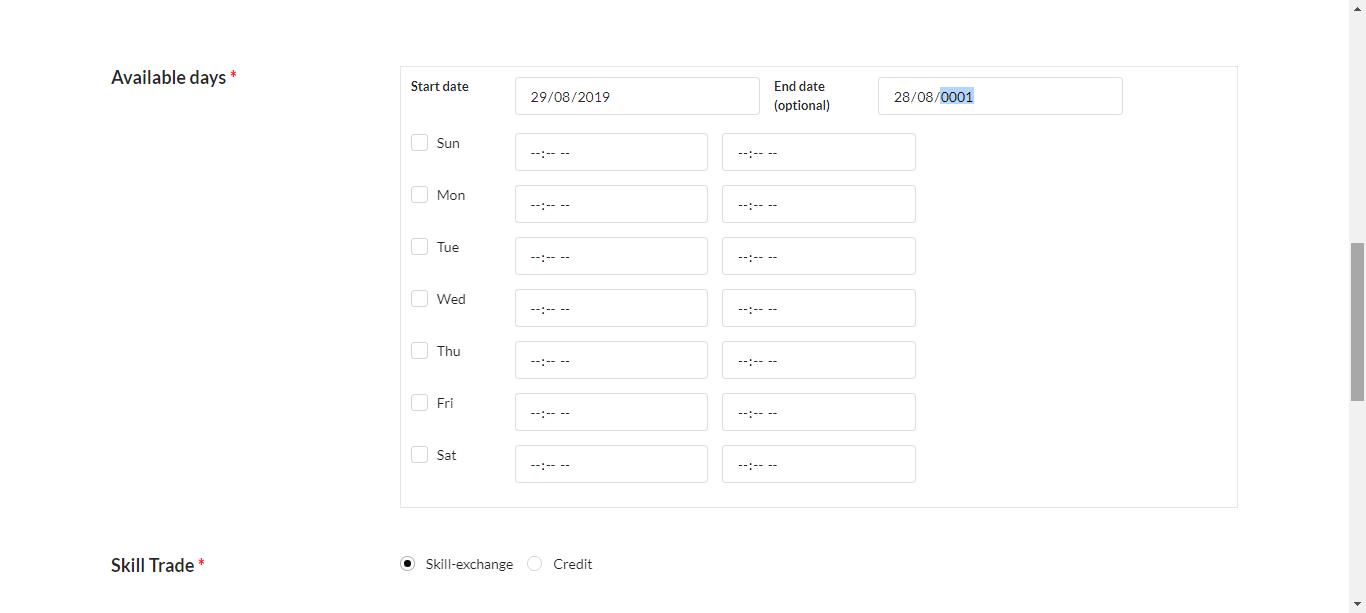 Available days *
Start date 29/08/2019 End date (optional) 28/08/0001
Sun --:-- -- --:-- --
Mon --:-- -- --:-- --
Tue --:-- -- --:-- --
Wed --:-- -- --:-- --
Thu --:-- -- --:-- --
Fri --:-- -- --:-- --
Sat --:-- -- --:-- --
Skill Trade * Skill-exchange Credit